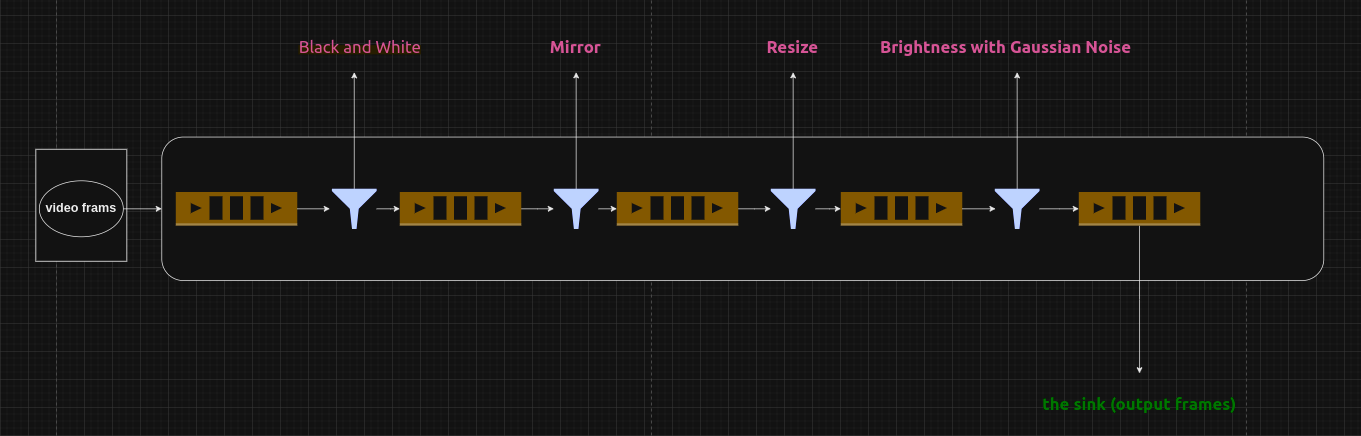 Black and White
Mirror
Resize
Brightness with Gaussian Noise
video frams
the sink (output frames)